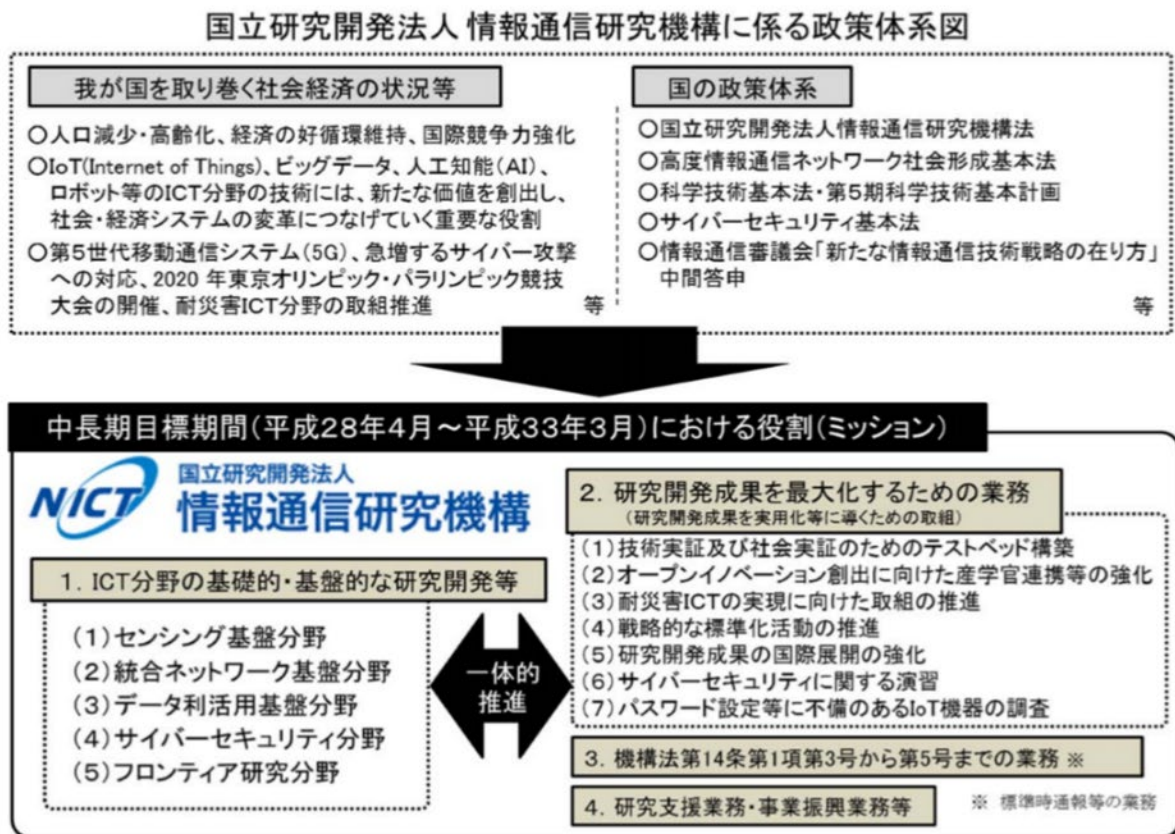 国立研究開発法人 情報通信研究機構に係る政策体系図
我が国を取り巻く社会経済の状況等
○人口減少・高齢化、経済の好循環維持、国際競争力強化
○IoT(Internet of Things)、ビッグデータ、人工知能(AI)、
ロボット等のICT分野の技術には、新たな価値を創出し、
社会・経済システムの変革につなげていく重要な役割
○第5世代移動通信システム(5G)、急増するサイバー攻撃
への対応、2020 年東京オリンピック・パラリンピック競技
大会の開催、耐災害ICT分野の取組推進
等
国の政策体系
○国立研究開発法人情報通信研究機構法
○高度情報通信ネットワーク社会形成基本法
○科学技術基本法・第5期科学技術基本計画
○サイバーセキュリティ基本法
○情報通信審議会「新たな情報通信技術戦略の在り方」
中間答申
等
中長期目標期間(平成28年4月～平成33年3月)における役割(ミッション)
NICT
国立研究開発法人
情報通信研究機構
1. ICT分野の基礎的・基盤的な研究開発等
(1)センシング基盤分野
(2)統合ネットワーク基盤分野
(3)データ利活用基盤分野
(4)サイバーセキュリティ分野
(5)フロンティア研究分野
一体的
推進
2. 研究開発成果を最大化するための業務
(研究開発成果を実用化等に導くための取組)
(1)技術実証及び社会実証のためのテストベッド構築
(2)オープンイノベーション創出に向けた産学官連携等の強化
(3)耐災害ICTの実現に向けた取組の推進
(4)戦略的な標準化活動の推進
(5)研究開発成果の国際展開の強化
(6)サイバーセキュリティに関する演習
(7)パスワード設定等に不備のあるIoT機器の調査
3. 機構法第14条第1項第3号から第5号までの業務 ※
4. 研究支援業務・事業振興業務等
※ 標準時通報等の業務